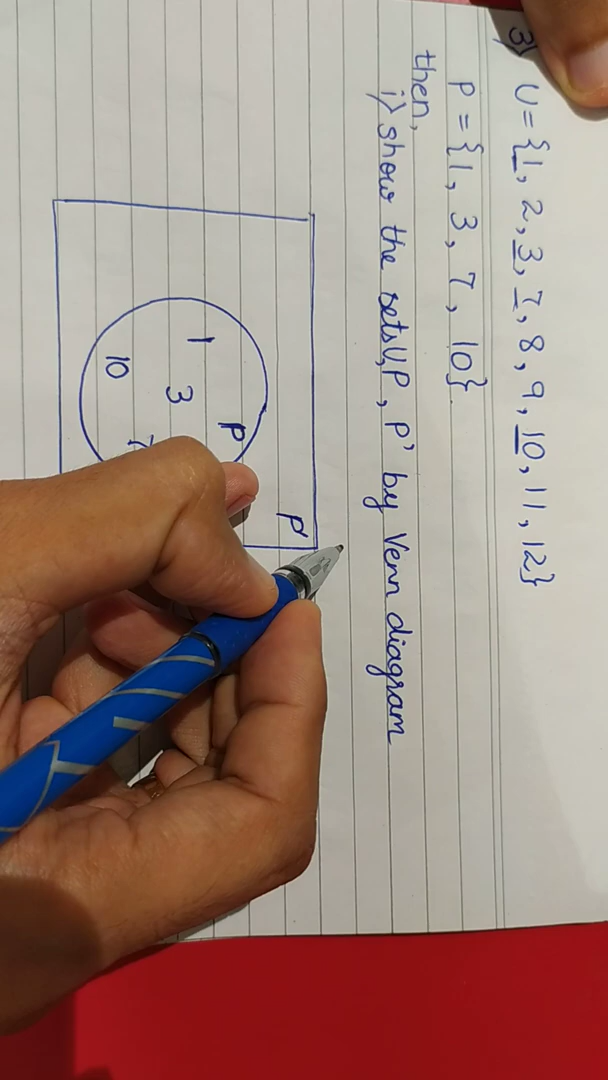 3) U = {1, 2, 3, 7, 8, 9, 10, 11, 12}
P = {1, 3, 7, 10}.
then,
i) show the sets U, P, P' by Venn diagram
P'
P
1
3
10
7